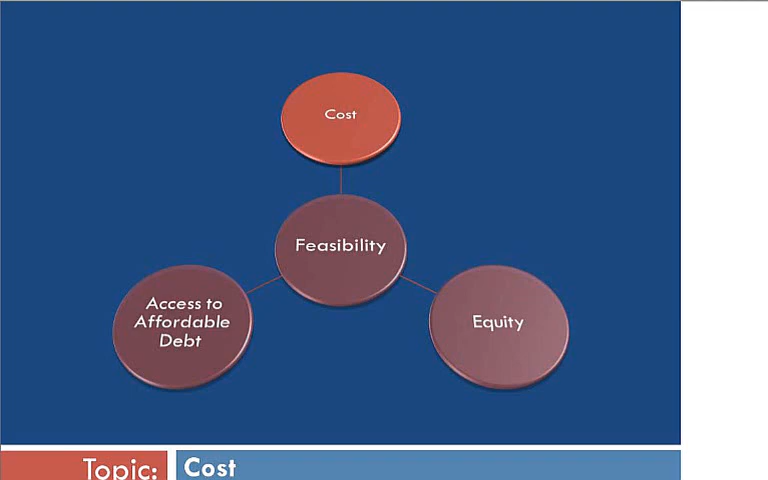 Cost
Feasibility
Access to
Affordable
Debt
Equity
Topic: Cost